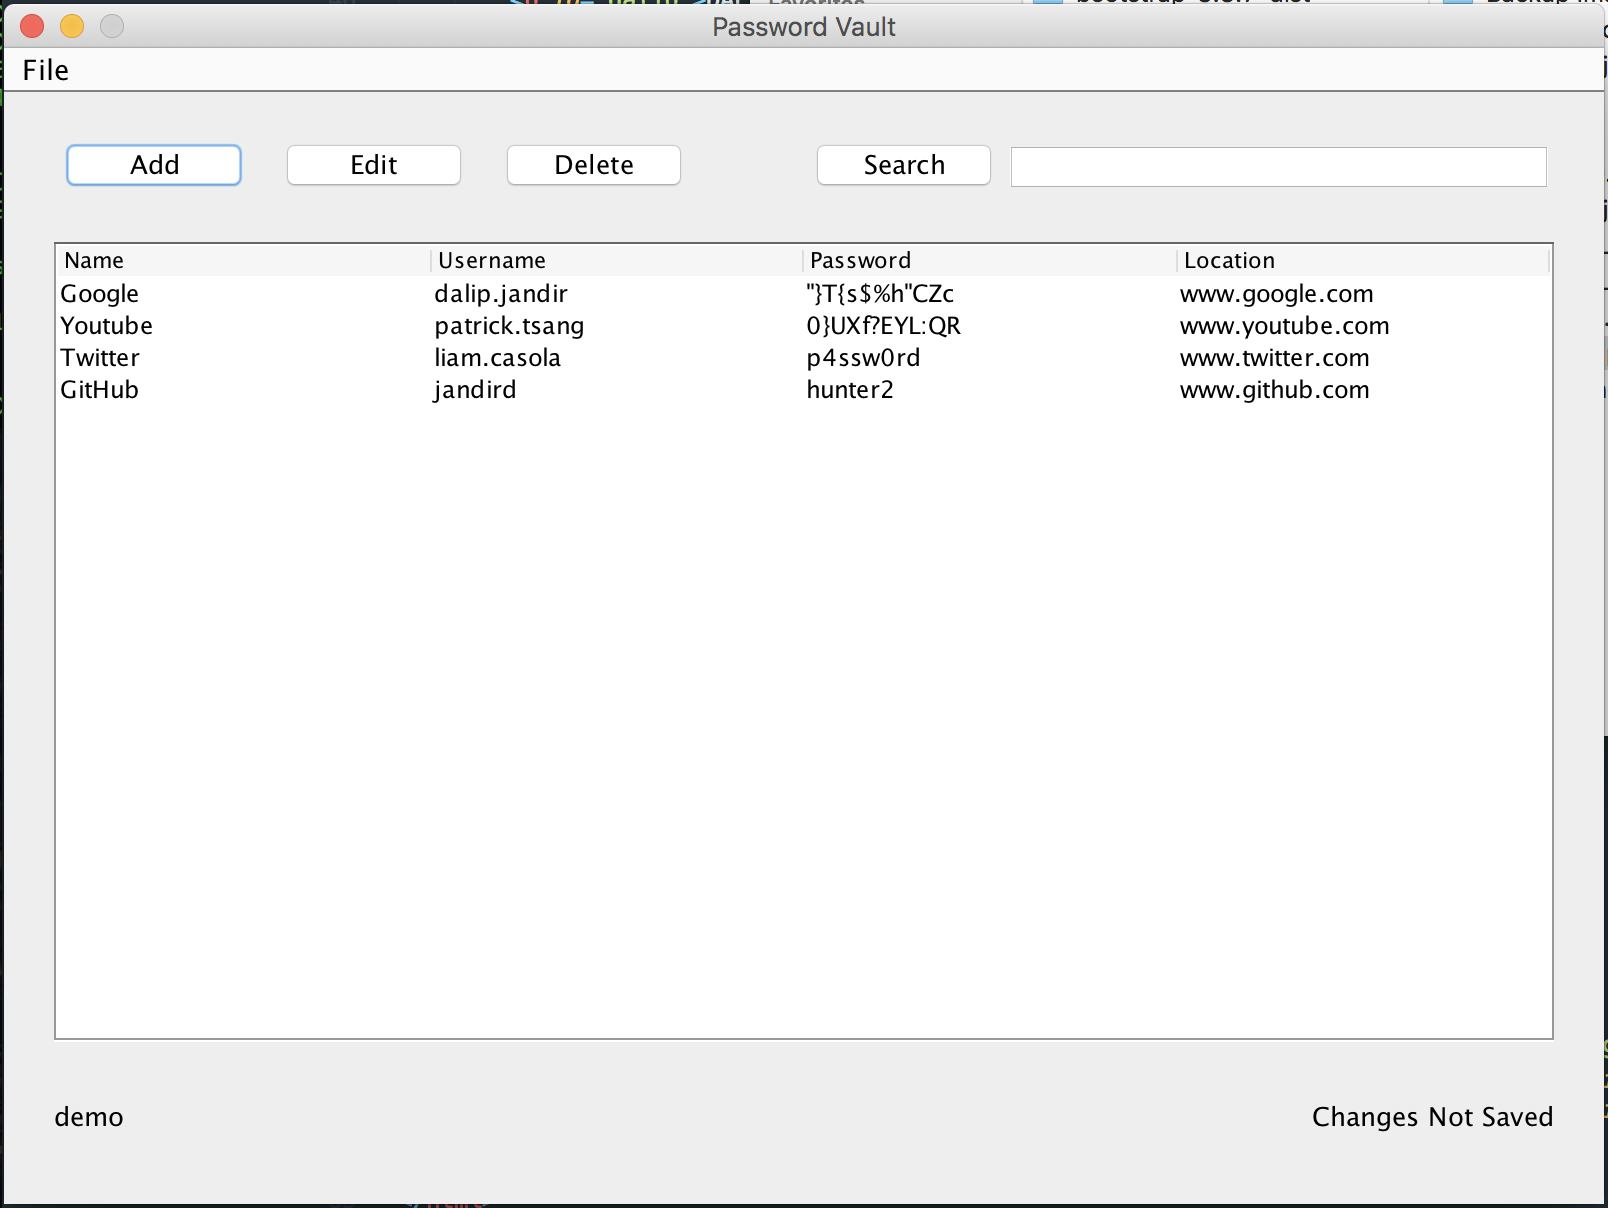 Password Vault
File
Add Edit Delete Search
Name Username Password Location
Google dalip.jandir "}T{s$%h"CZc www.google.com
Youtube patrick.tsang 0}UXf?EYL:QR www.youtube.com
Twitter liam.casola p4ssw0rd www.twitter.com
GitHub jandird hunter2 www.github.com
demo Changes Not Saved